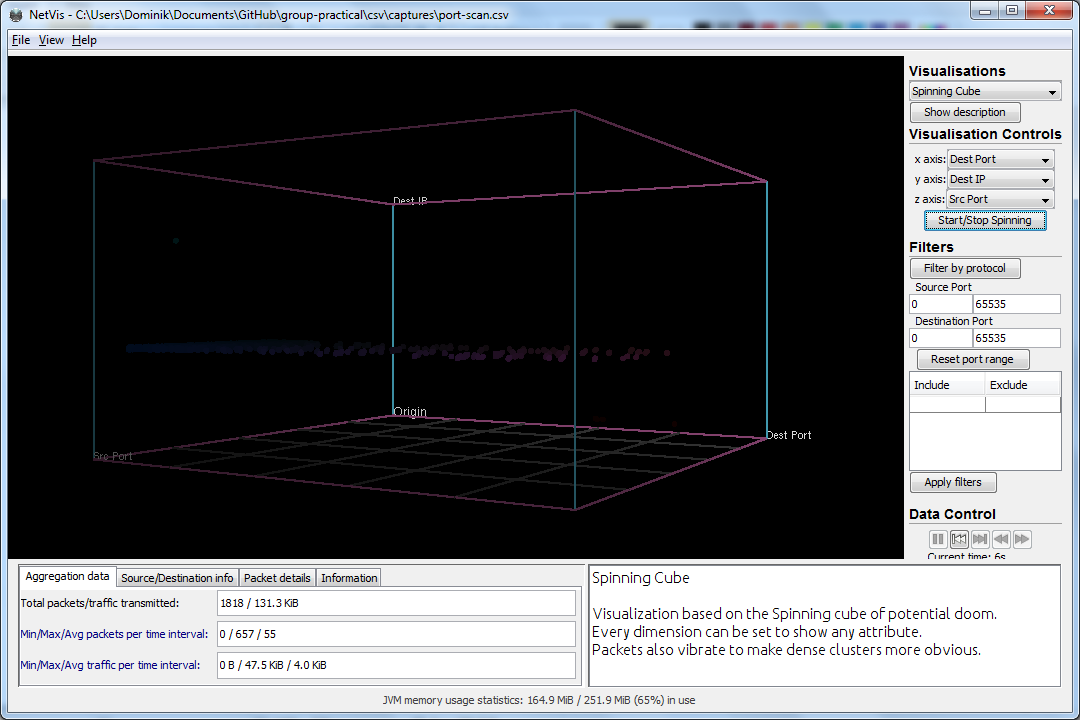 NetVis - C:\Users\Dominik\Documents\GitHub\group-practical\csv\captures\port-scan.csv
File View Help
Visualisations
Spinning Cube
Show description
Visualisation Controls
x axis: Dest Port
y axis: Dest IP
z axis: Src Port
Start/Stop Spinning
Filters
Filter by protocol
Source Port
0 65535
Destination Port
0 65535
Reset port range
Include Exclude
Apply filters
Data Control
Current time: 6s
Dest IP
Origin
Dest Port
Src Port
Aggregation data Source/Destination info Packet details Information
Total packets/traffic transmitted: 1818 / 131.3 KiB
Min/Max/Avg packets per time interval: 0 / 657 / 55
Min/Max/Avg traffic per time interval: 0 B / 47.5 KiB / 4.0 KiB
Spinning Cube
Visualization based on the Spinning cube of potential doom.
Every dimension can be set to show any attribute.
Packets also vibrate to make dense clusters more obvious.
JVM memory usage statistics: 164.9 MiB / 251.9 MiB (65%) in use